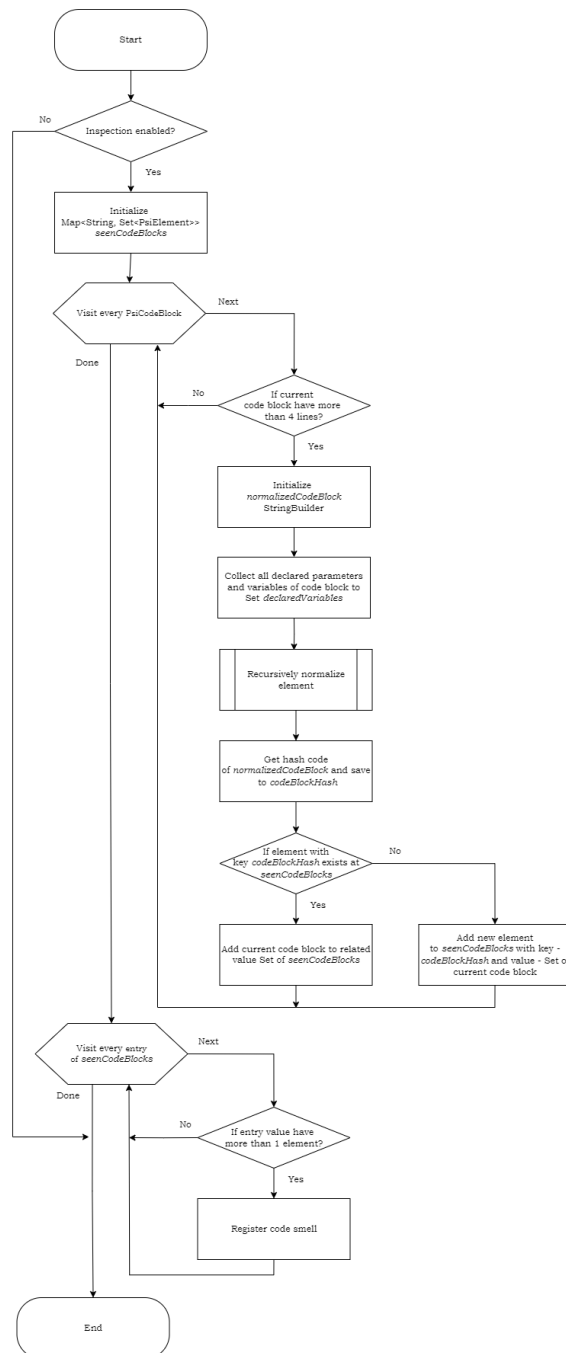 Start
No
Inspection enabled?
Yes
Initialize
Map<String, Set<PsiElement>>
seenCodeBlocks
Next
Visit every PsiCodeBlock
Done
If current
code block have more
than 4 lines?
No
Yes
Initialize
normalizedCodeBlock
StringBuilder
Collect all declared parameters
and variables of code block to
Set declaredVariables
Recursively normalize
element
Get hash code
of normalizedCodeBlock and save
to codeBlockHash
If element with
key codeBlockHash exists at
seenCodeBlocks
No
Yes
Add current code block to related
value Set of seenCodeBlocks
Add new element
to seenCodeBlocks with key -
codeBlockHash and value - Set o
current code block
Visit every entry
of seenCodeBlocks
Next
Done
No
If entry value have
more than 1 element?
Yes
Register code smell
End